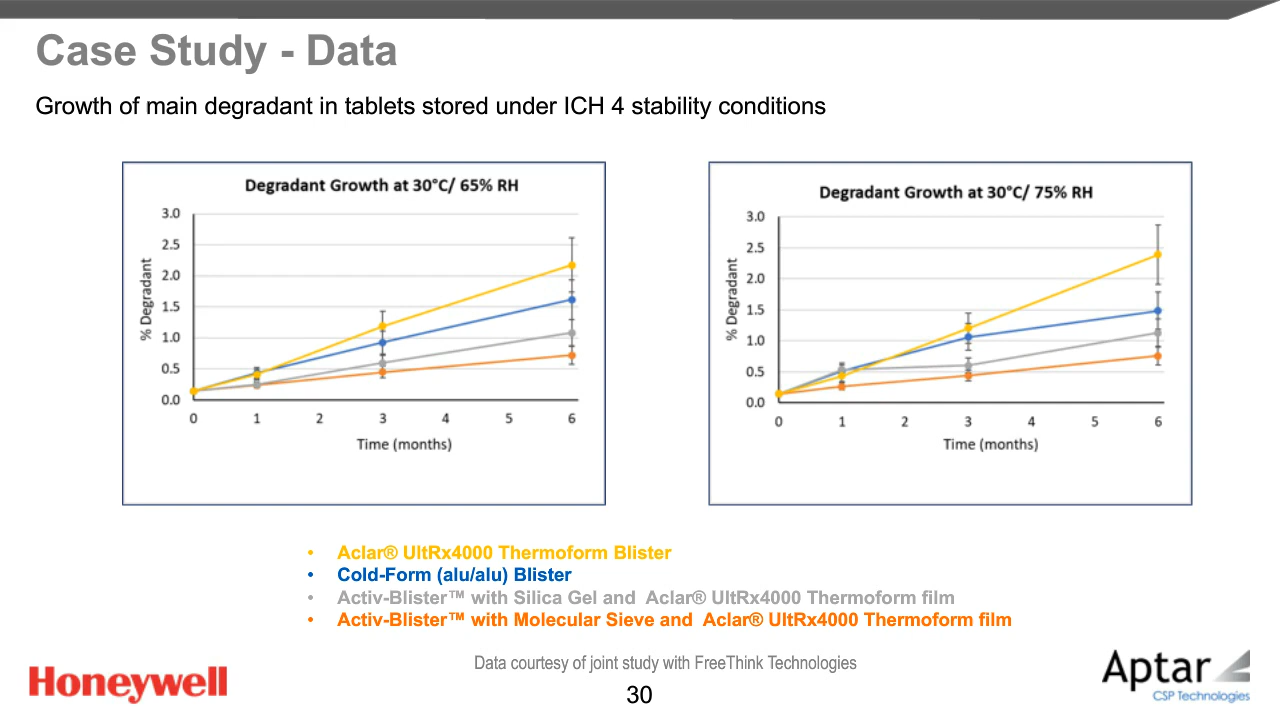 Case Study - Data
Growth of main degradant in tablets stored under ICH 4 stability conditions
Degradant Growth at 30°C/ 65% RH
3.0
2.5
2.0
1.5
1.0
0.5
0.0
% Degradant
0 1 2 3 4 5 6
Time (months)
Degradant Growth at 30°C/ 75% RH
3.0
2.5
2.0
1.5
1.0
0.5
0.0
% Degradant
0 1 2 3 4 5 6
Time (months)
• Aclar® UltRx4000 Thermoform Blister
• Cold-Form (alu/alu) Blister
• Activ-Blister™ with Silica Gel and Aclar® UltRx4000 Thermoform film
• Activ-Blister™ with Molecular Sieve and Aclar® UltRx4000 Thermoform film
Data courtesy of joint study with FreeThink Technologies
Honeywell
30
Aptar
CSP Technologies